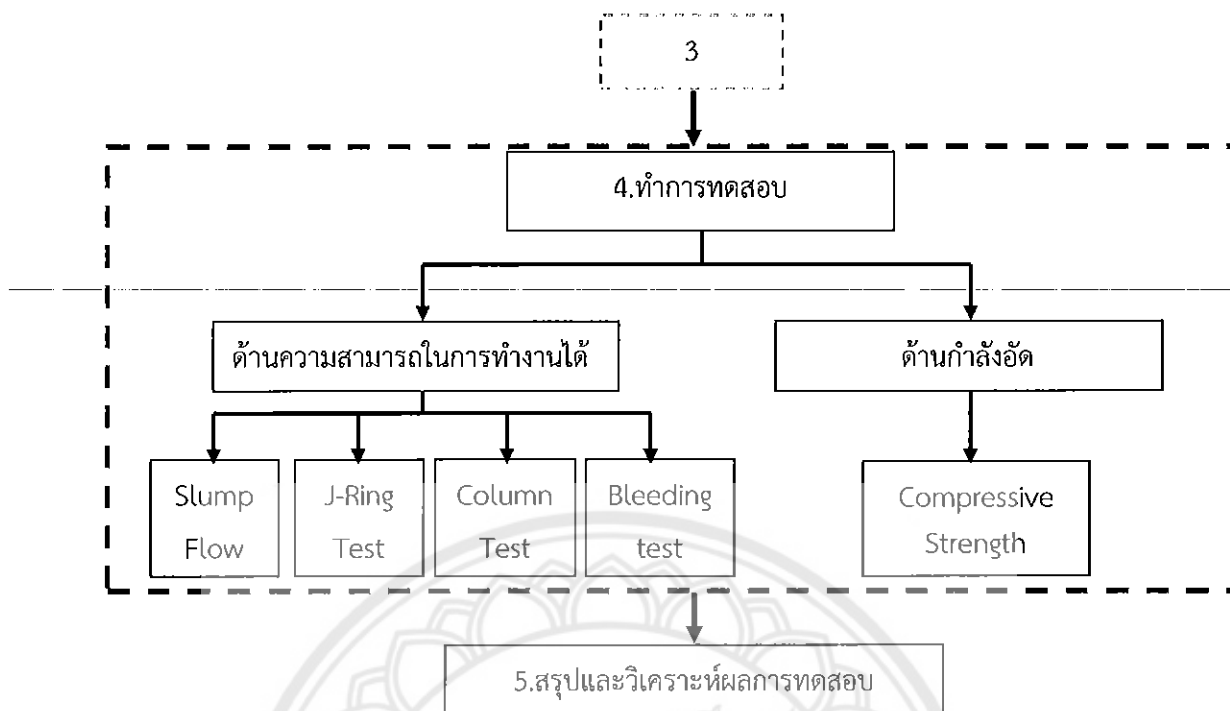 3
4.ทำการทดสอบ
ด้านความสามารถในการทำงานได้
ด้านกำลังอัด
Slump
Flow
J-Ring
Test
Column
Test
Bleeding
test
Compressive
Strength
5.สรุปและวิเคราะห์ผลการทดสอบ